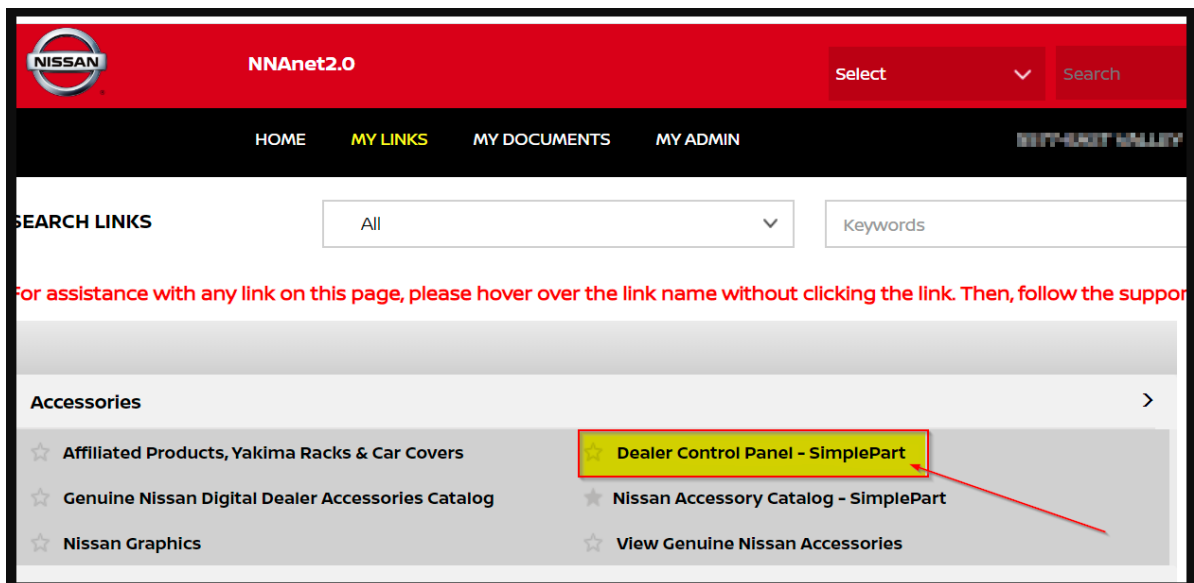 NISSAN
NNAnet2.0
Select
Search
HOME MY LINKS MY DOCUMENTS MY ADMIN
SEARCH LINKS
All
Keywords
For assistance with any link on this page, please hover over the link name without clicking the link. Then, follow the suppor
Accessories
Affiliated Products, Yakima Racks & Car Covers
Dealer Control Panel - SimplePart
Genuine Nissan Digital Dealer Accessories Catalog
Nissan Accessory Catalog - SimplePart
Nissan Graphics
View Genuine Nissan Accessories